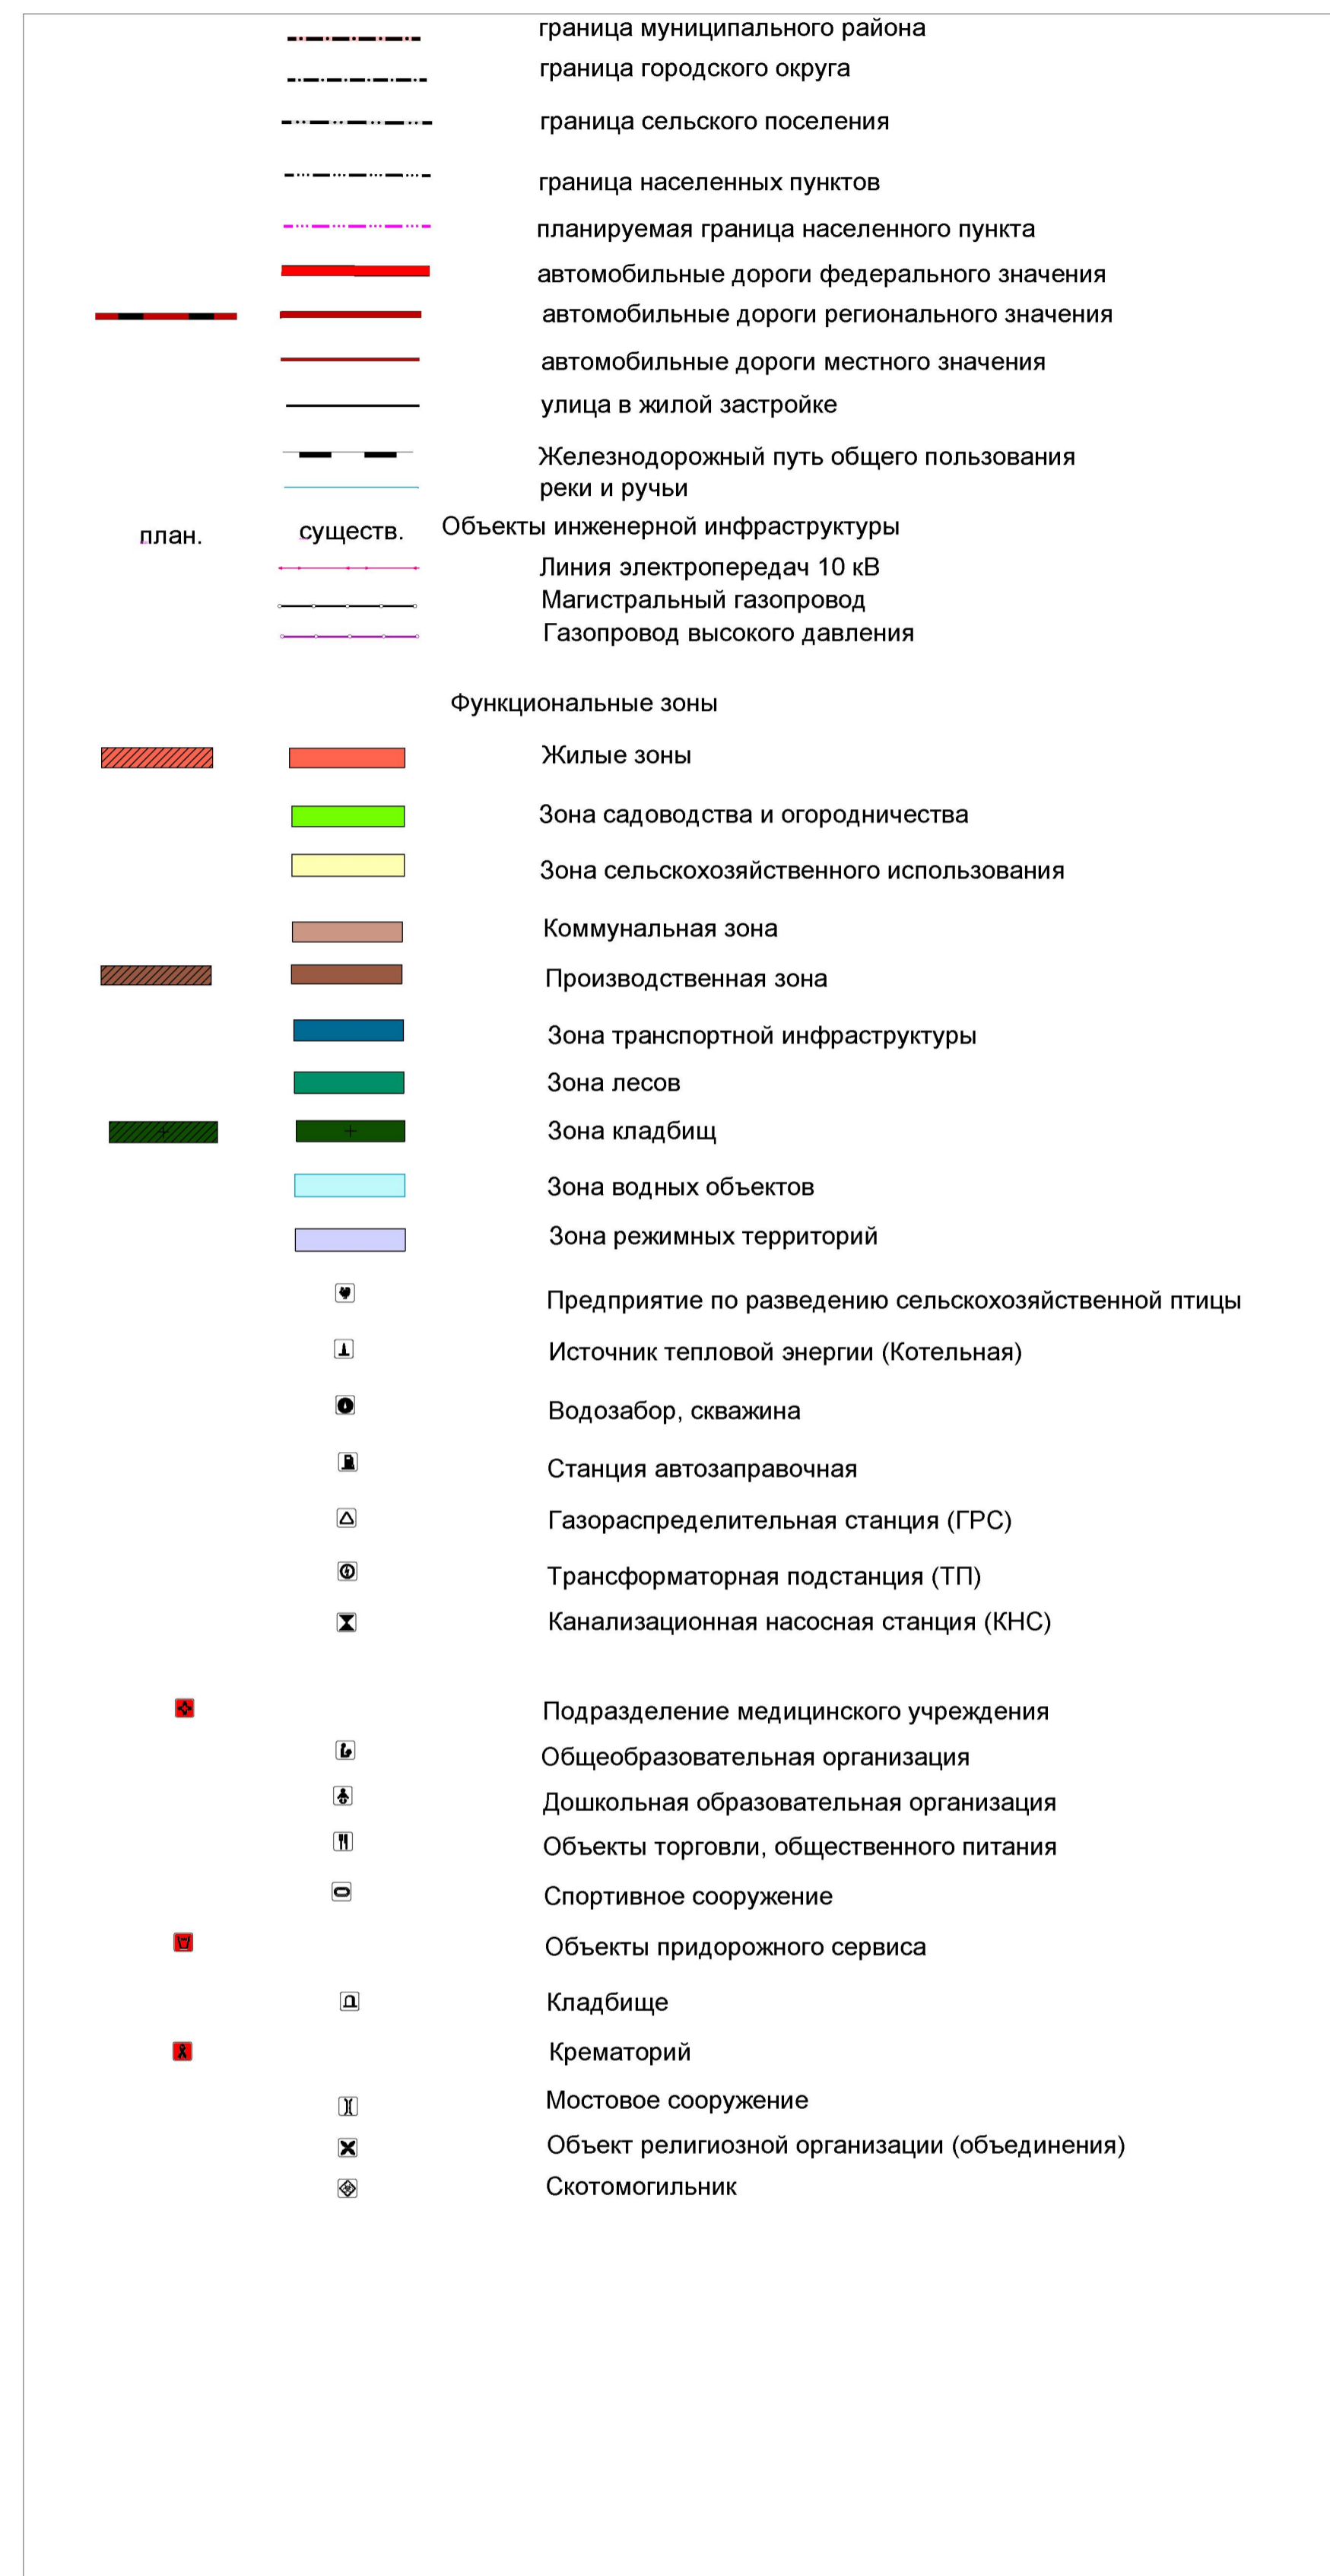 граница муниципального района
граница городского округа
граница сельского поселения
граница населенных пунктов
планируемая граница населенного пункта
автомобильные дороги федерального значения
автомобильные дороги регионального значения
автомобильные дороги местного значения
улица в жилой застройке
Железнодорожный путь общего пользования
реки и ручьи
план. существ. Объекты инженерной инфраструктуры
Линия электропередач 10 кВ
Магистральный газопровод
Газопровод высокого давления
Функциональные зоны
Жилые зоны
Зона садоводства и огородничества
Зона сельскохозяйственного использования
Коммунальная зона
Производственная зона
Зона транспортной инфраструктуры
Зона лесов
Зона кладбищ
Зона водных объектов
Зона режимных территорий
Предприятие по разведению сельскохозяйственной птицы
Источник тепловой энергии (Котельная)
Водозабор, скважина
Станция автозаправочная
Газораспределительная станция (ГРС)
Трансформаторная подстанция (ТП)
Канализационная насосная станция (КНС)
Подразделение медицинского учреждения
Общеобразовательная организация
Дошкольная образовательная организация
Объекты торговли, общественного питания
Спортивное сооружение
Объекты придорожного сервиса
Кладбище
Крематорий
Мостовое сооружение
Объект религиозной организации (объединения)
Скотомогильник